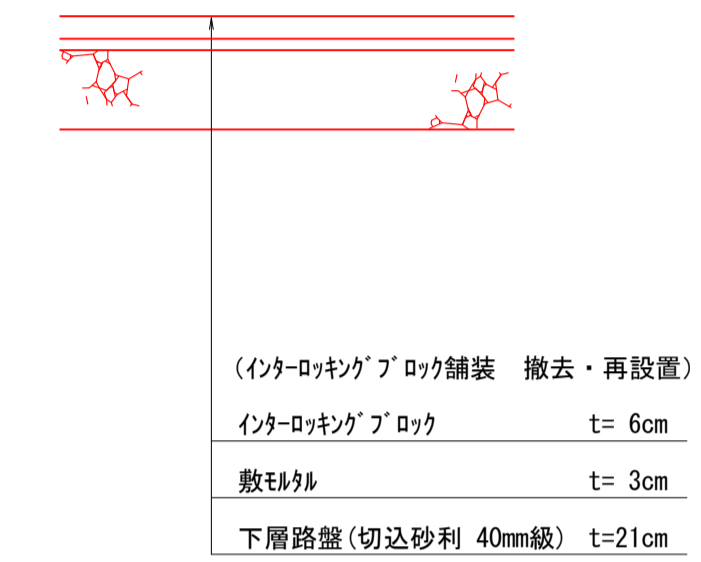 (ｲﾝﾀｰﾛｯｷﾝｸﾞﾌﾞﾛｯｸ舗装　撤去・再設置)
ｲﾝﾀｰﾛｯｷﾝｸﾞﾌﾞﾛｯｸ t= 6cm
敷ﾓﾙﾀﾙ t= 3cm
下層路盤(切込砂利 40mm級) t=21cm